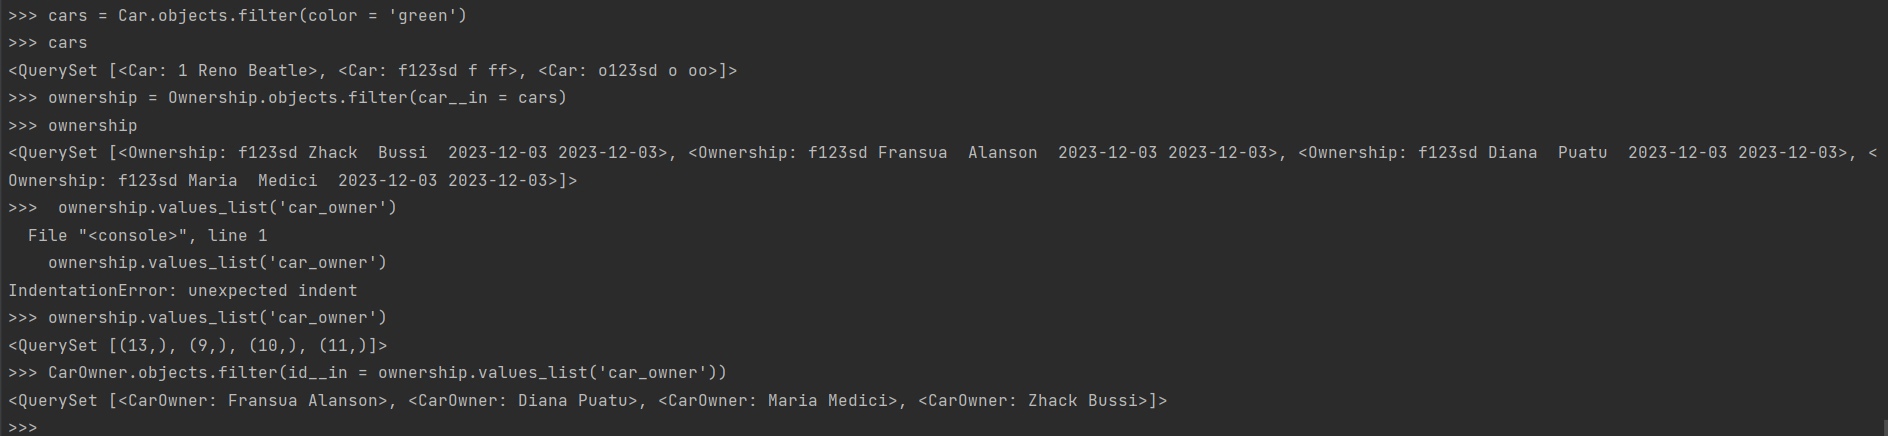 >>> cars = Car.objects.filter(color = 'green')
>>> cars
<QuerySet [<Car: 1 Reno Beatle>, <Car: f123sd f ff>, <Car: o123sd o oo>]>
>>> ownership = Ownership.objects.filter(car__in = cars)
>>> ownership
<QuerySet [<Ownership: f123sd Zhack  Bussi  2023-12-03 2023-12-03>, <Ownership: f123sd Fransua  Alanson  2023-12-03 2023-12-03>, <Ownership: f123sd Diana  Puatu  2023-12-03 2023-12-03>, <
Ownership: f123sd Maria  Medici  2023-12-03 2023-12-03>]>
>>>  ownership.values_list('car_owner')
  File "<console>", line 1
    ownership.values_list('car_owner')
IndentationError: unexpected indent
>>> ownership.values_list('car_owner')
<QuerySet [(13,), (9,), (10,), (11,)]>
>>> CarOwner.objects.filter(id__in = ownership.values_list('car_owner'))
<QuerySet [<CarOwner: Fransua Alanson>, <CarOwner: Diana Puatu>, <CarOwner: Maria Medici>, <CarOwner: Zhack Bussi>]>
>>>